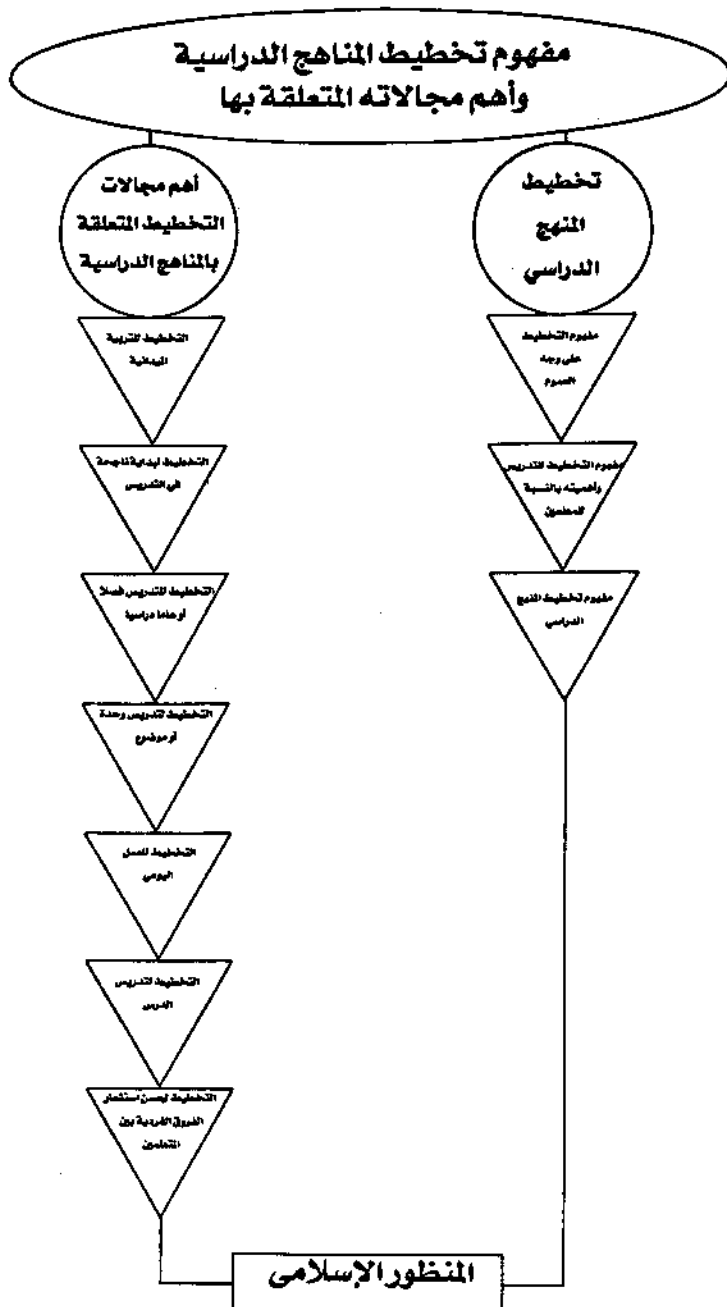 مفهوم تخطيط المناهج الدراسية
وأهم مجالاته المتعلقة بها
تخطيط
المنهج
الدراسي
مفهوم التخطيط
على وجه
العموم
مفهوم التخطيط للتدريس
وأهميته بالنسبة
للمعلمين
مفهوم تخطيط المنهج
الدراسي
أهم مجالات
التخطيط المتعلقة
بالمناهج الدراسية
التخطيط للتربية
الميدانية
التخطيط لبداية ناجحة
في التدريس
التخطيط للتدريس فصلا
أو عاما دراسيا
التخطيط لتدريس وحدة
أو موضوع
التخطيط للعمل
اليومي
التخطيط لتدريس
الدرس
التخطيط لحسن استثمار
الفروق الفردية بين
المتعلمين
المنظور الإسلامى